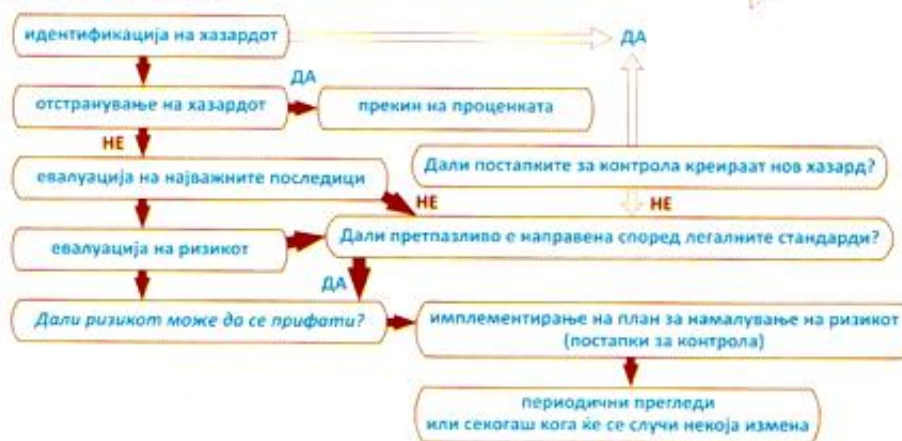 идентификација на хазардот
ДА
отстранување на хазардот
ДА
прекин на проценката
НЕ
Дали постапките за контрола креираат нов хазард?
евалуација на најважните последици
НЕ
НЕ
Дали претпазливо е направена според легалните стандарди?
евалуација на ризикот
ДА
Дали ризикот може да се прифати?
имплементирање на план за намалување на ризикот
(постапки за контрола)
периодични прегледи
или секогаш кога ќе се случи некоја измена